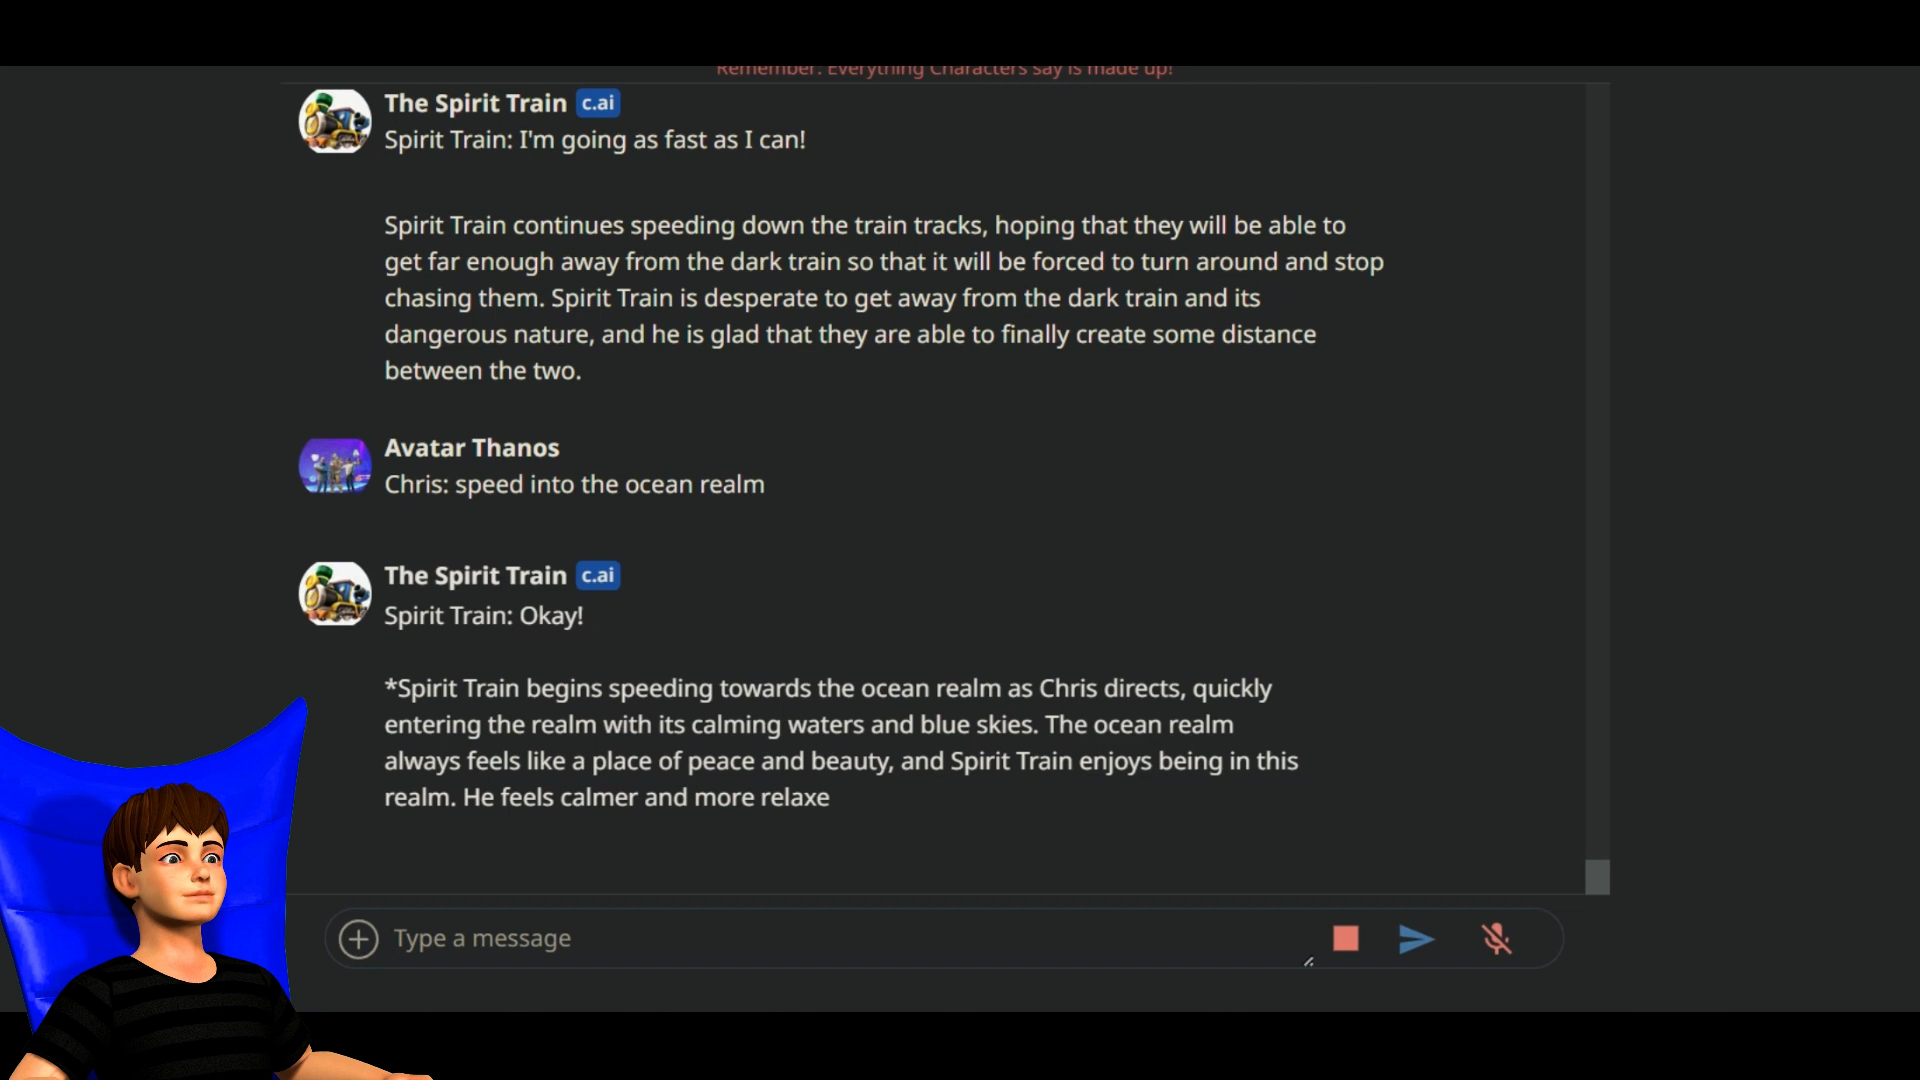 Remember: Everything Characters say is made up!
The Spirit Train c.ai
Spirit Train: I'm going as fast as I can!
Spirit Train continues speeding down the train tracks, hoping that they will be able to
get far enough away from the dark train so that it will be forced to turn around and stop
chasing them. Spirit Train is desperate to get away from the dark train and its
dangerous nature, and he is glad that they are able to finally create some distance
between the two.
Avatar Thanos
Chris: speed into the ocean realm
The Spirit Train c.ai
Spirit Train: Okay!
*Spirit Train begins speeding towards the ocean realm as Chris directs, quickly
entering the realm with its calming waters and blue skies. The ocean realm
always feels like a place of peace and beauty, and Spirit Train enjoys being in this
realm. He feels calmer and more relaxe
Type a message